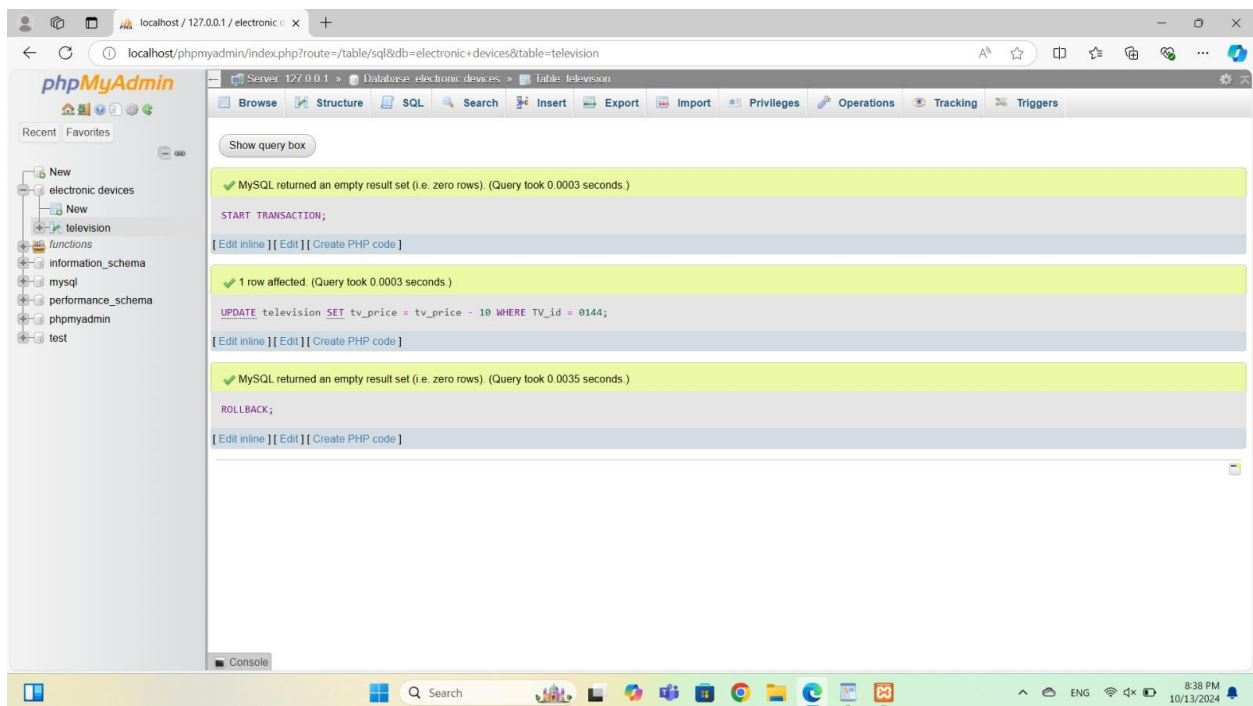 localhost / 127.0.0.1 / electronic d
localhost/phpmyadmin/index.php?route=/table/sql&db=electronic+devices&table=television
phpMyAdmin
Recent Favorites
New
electronic devices
New
television
functions
information_schema
mysql
performance_schema
phpmyadmin
test
Server: 127.0.0.1 » Database: electronic devices » Table: television
Browse Structure SQL Search Insert Export Import Privileges Operations Tracking Triggers
Show query box
MySQL returned an empty result set (i.e. zero rows). (Query took 0.0003 seconds.)
START TRANSACTION;
[ Edit inline ] [ Edit ] [ Create PHP code ]
1 row affected. (Query took 0.0003 seconds.)
UPDATE television SET tv_price = tv_price - 10 WHERE TV_id = 0144;
[ Edit inline ] [ Edit ] [ Create PHP code ]
MySQL returned an empty result set (i.e. zero rows). (Query took 0.0035 seconds.)
ROLLBACK;
[ Edit inline ] [ Edit ] [ Create PHP code ]
Console
Search
ENG
8:38 PM
10/13/2024